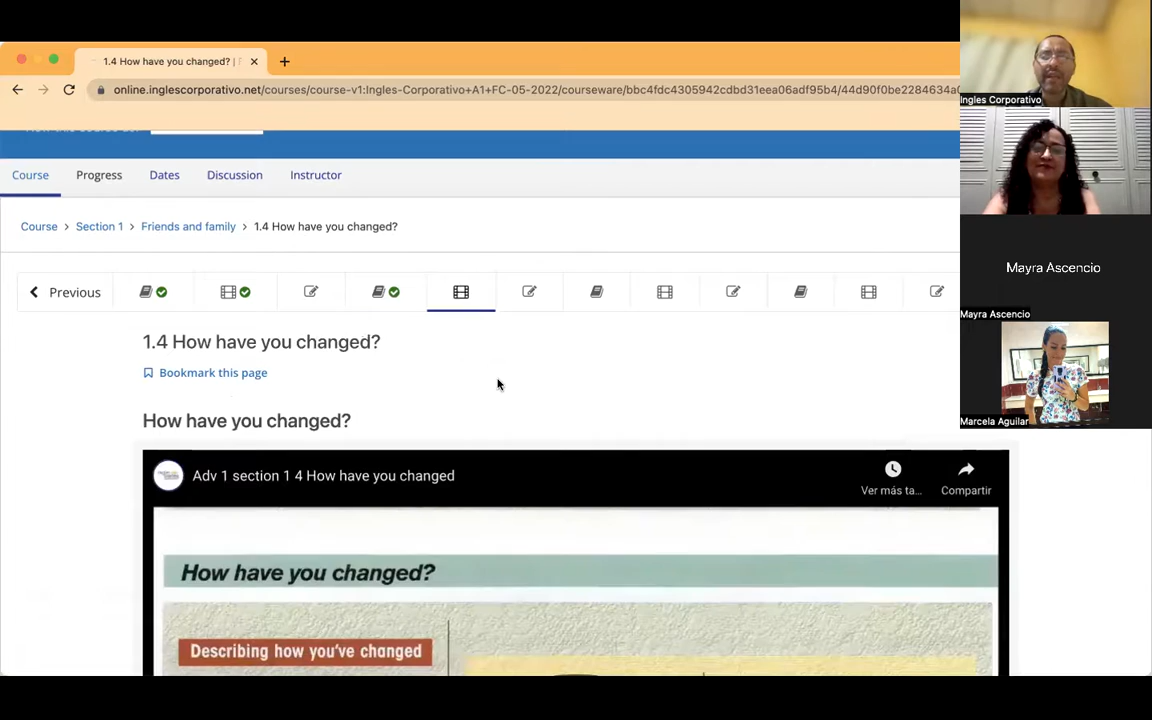 1.4 How have you changed? |
online.inglescorporativo.net/courses/course-v1:Ingles-Corporativo+A1+FC-05-2022/courseware/bbc4fdc4305942cdbd31eea06adf95b4/44d90f0be2284634a0
Course Progress Dates Discussion Instructor
Course > Section 1 > Friends and family > 1.4 How have you changed?
Previous
1.4 How have you changed?
Bookmark this page
How have you changed?
Adv 1 section 1 4 How have you changed
Ver más ta...
Compartir
How have you changed?
Describing how you've changed
Ingles Corporativo
Mayra Ascencio
Mayra Ascencio
Marcela Aguilar